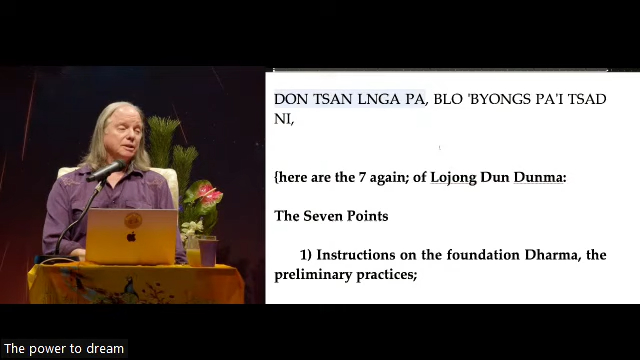 DON TSAN LNGA PA, BLO 'BYONGS PA'I TSAD
NI,
{here are the 7 again; of Lojong Dun Dunma:
The Seven Points
1) Instructions on the foundation Dharma, the
preliminary practices;
The power to dream